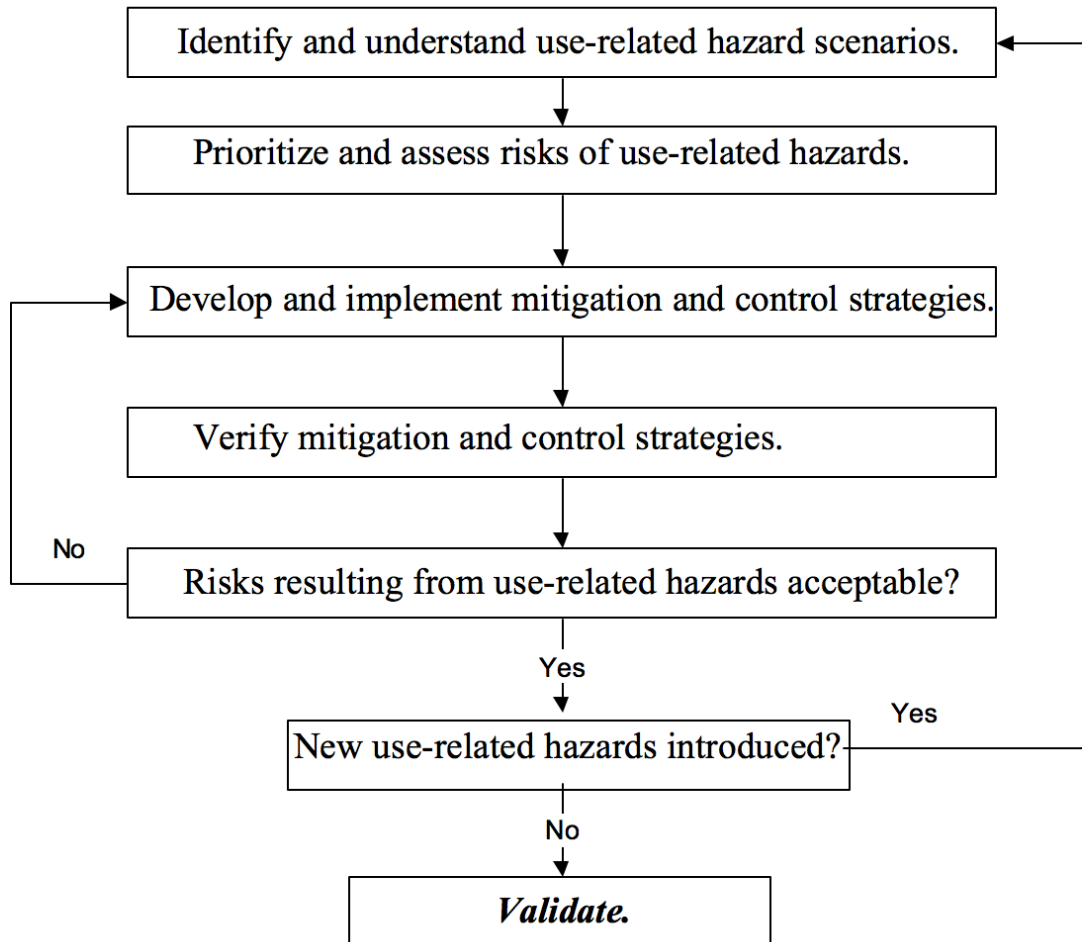 Identify and understand use-related hazard scenarios.
Prioritize and assess risks of use-related hazards.
Develop and implement mitigation and control strategies.
Verify mitigation and control strategies.
No
Risks resulting from use-related hazards acceptable?
Yes
Yes
New use-related hazards introduced?
No
Validate.